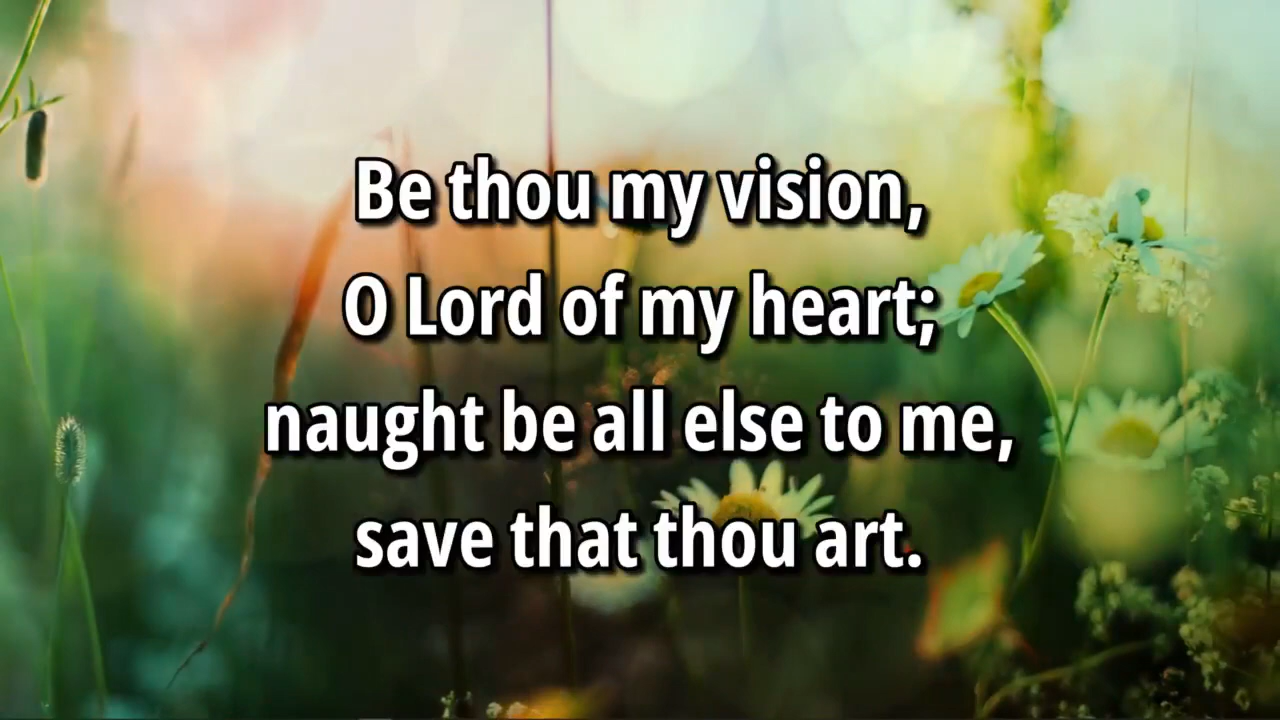 Be thou my vision,
O Lord of my heart;
naught be all else to me,
save that thou art.